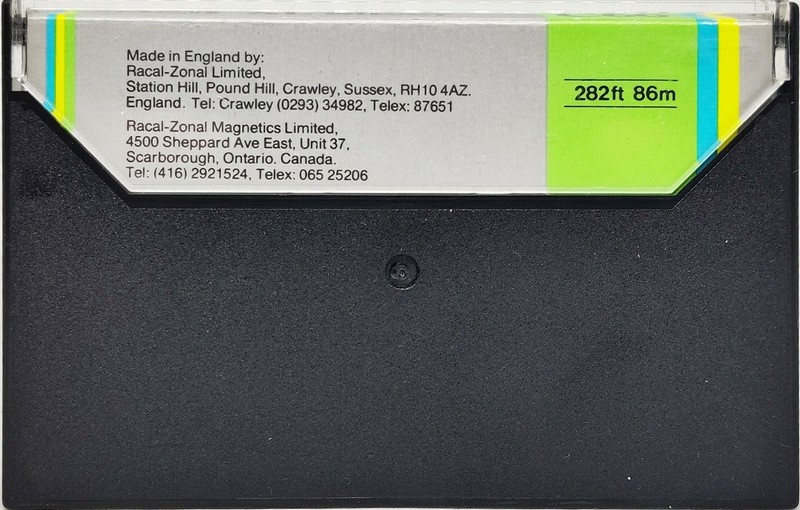 Made in England by:
Racal-Zonal Limited,
Station Hill, Pound Hill, Crawley, Sussex, RH10 4AZ.
England. Tel: Crawley (0293) 34982, Telex: 87651
Racal-Zonal Magnetics Limited,
4500 Sheppard Ave East, Unit 37,
Scarborough, Ontario. Canada.
Tel: (416) 2921524, Telex: 065 25206
282ft 86m